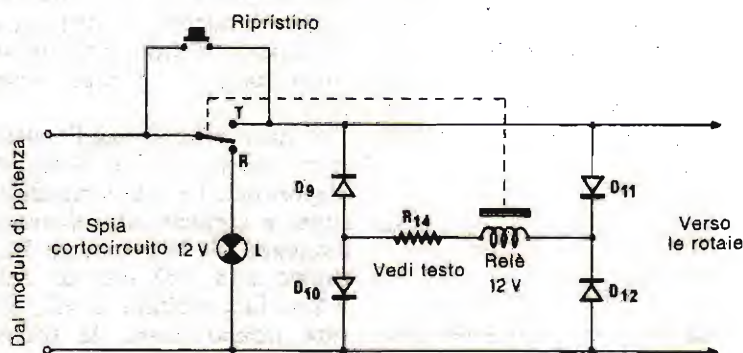 Ripristino
T
R
Dal modulo di potenza
Spia
cortocircuito 12 V
L
D9
D10
R14
Vedi testo
Relè
12 V
D11
D12
Verso
le rotaie